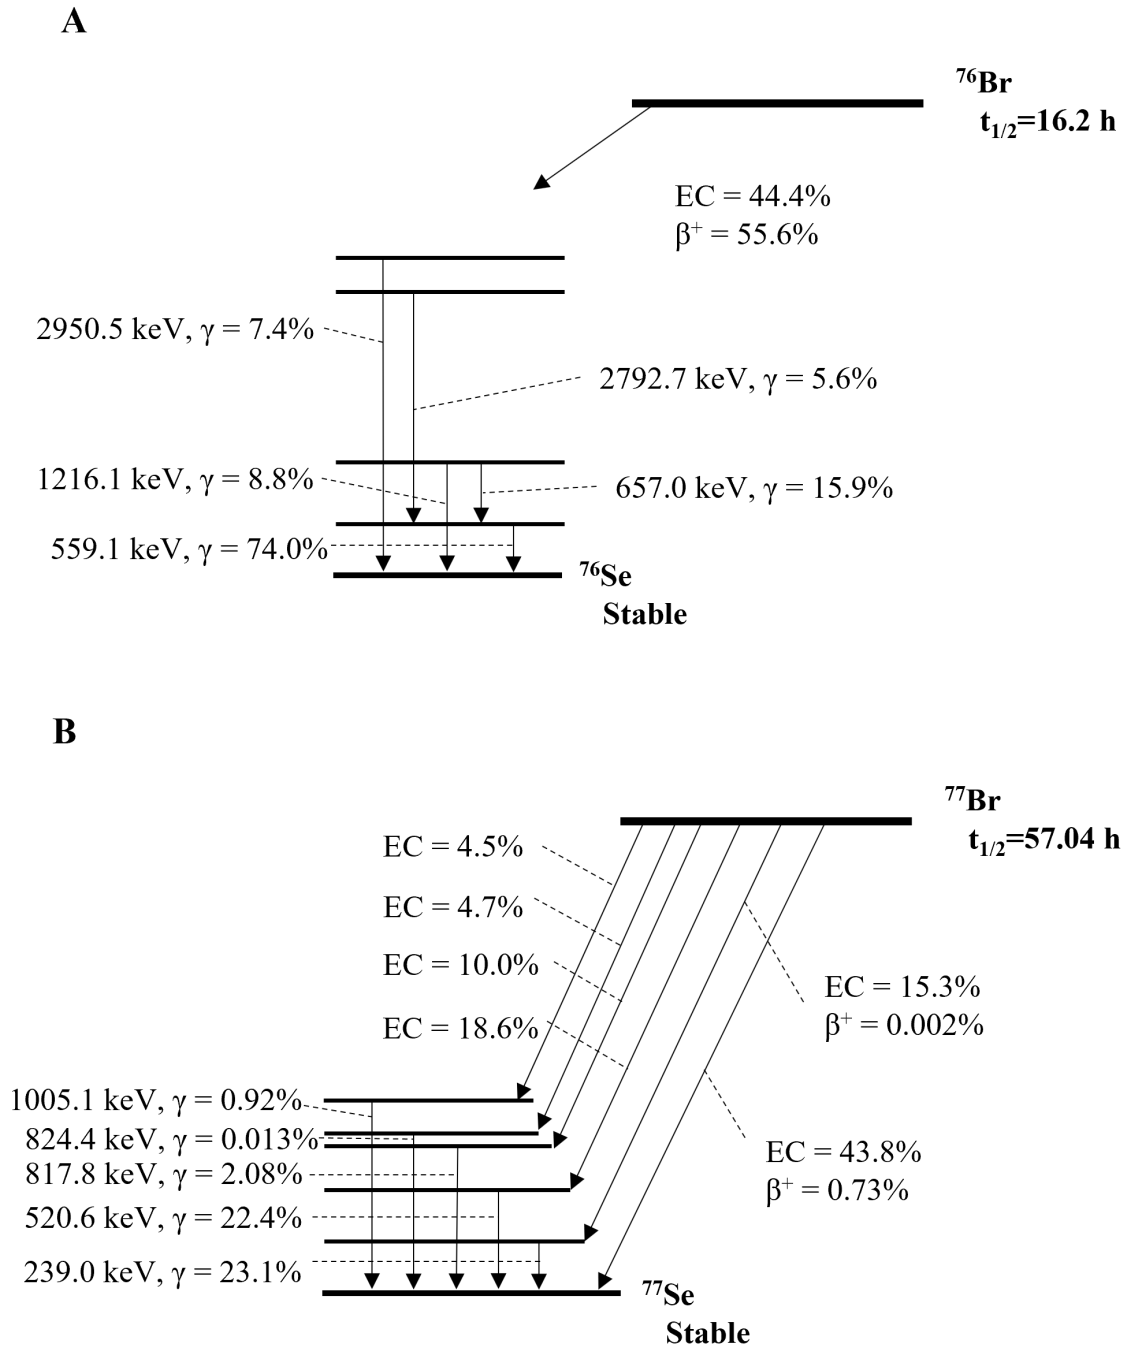 A
⁷⁶Br
t₁/₂=16.2 h
EC = 44.4%
β⁺ = 55.6%
2950.5 keV, γ = 7.4%
2792.7 keV, γ = 5.6%
1216.1 keV, γ = 8.8%
657.0 keV, γ = 15.9%
559.1 keV, γ = 74.0%
⁷⁶Se
Stable
B
⁷⁷Br
t₁/₂=57.04 h
EC = 4.5%
EC = 4.7%
EC = 10.0%
EC = 18.6%
EC = 15.3%
β⁺ = 0.002%
1005.1 keV, γ = 0.92%
824.4 keV, γ = 0.013%
817.8 keV, γ = 2.08%
520.6 keV, γ = 22.4%
239.0 keV, γ = 23.1%
EC = 43.8%
β⁺ = 0.73%
⁷⁷Se
Stable